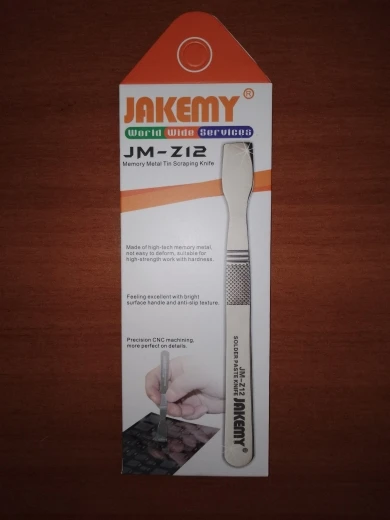 JAKEMY®
World Wide Services
JM-Z12
Memory Metal Tin Scraping Knife
Made of high-tech memory metal,
not easy to deform, suitable for
high-strength work with hardness.
Feeling excellent with bright
surface handle and anti-slip texture.
Precision CNC machining,
more perfect on details.
JM-Z12
SOLDER PASTE KNIFE
JAKEMY